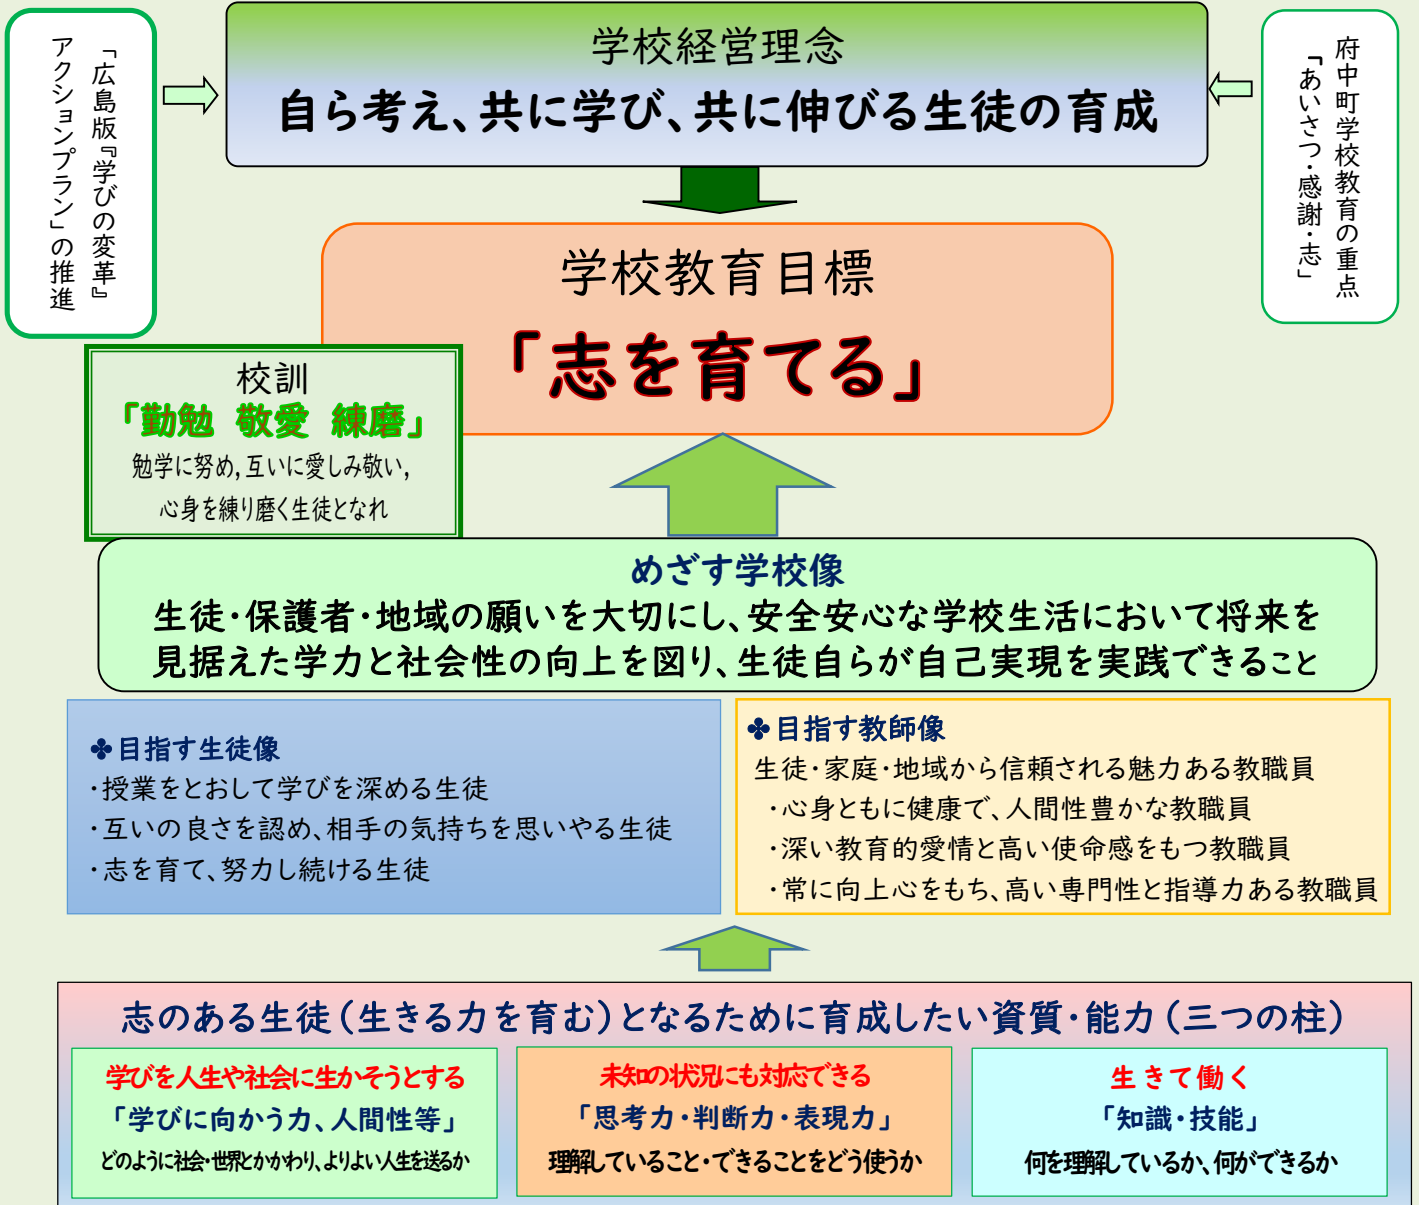 「広島版『学びの変革』
アクションプラン」の推進
学校経営理念
自ら考え、共に学び、共に伸びる生徒の育成
府中町学校教育の重点
「あいさつ・感謝・志」
学校教育目標
「志を育てる」
校訓
「勤勉 敬愛 練磨」
勉学に努め,互いに愛しみ敬い,
心身を練り磨く生徒となれ
めざす学校像
生徒・保護者・地域の願いを大切にし、安全安心な学校生活において将来を
見据えた学力と社会性の向上を図り、生徒自らが自己実現を実践できること
✤目指す生徒像
・授業をとおして学びを深める生徒
・互いの良さを認め、相手の気持ちを思いやる生徒
・志を育て、努力し続ける生徒
✤目指す教師像
生徒・家庭・地域から信頼される魅力ある教職員
・心身ともに健康で、人間性豊かな教職員
・深い教育的愛情と高い使命感をもつ教職員
・常に向上心をもち、高い専門性と指導力ある教職員
志のある生徒(生きる力を育む)となるために育成したい資質・能力(三つの柱)
学びを人生や社会に生かそうとする
「学びに向かう力、人間性等」
どのように社会・世界とかかわり、よりよい人生を送るか
未知の状況にも対応できる
「思考力・判断力・表現力」
理解していること・できることをどう使うか
生きて働く
「知識・技能」
何を理解しているか、何ができるか